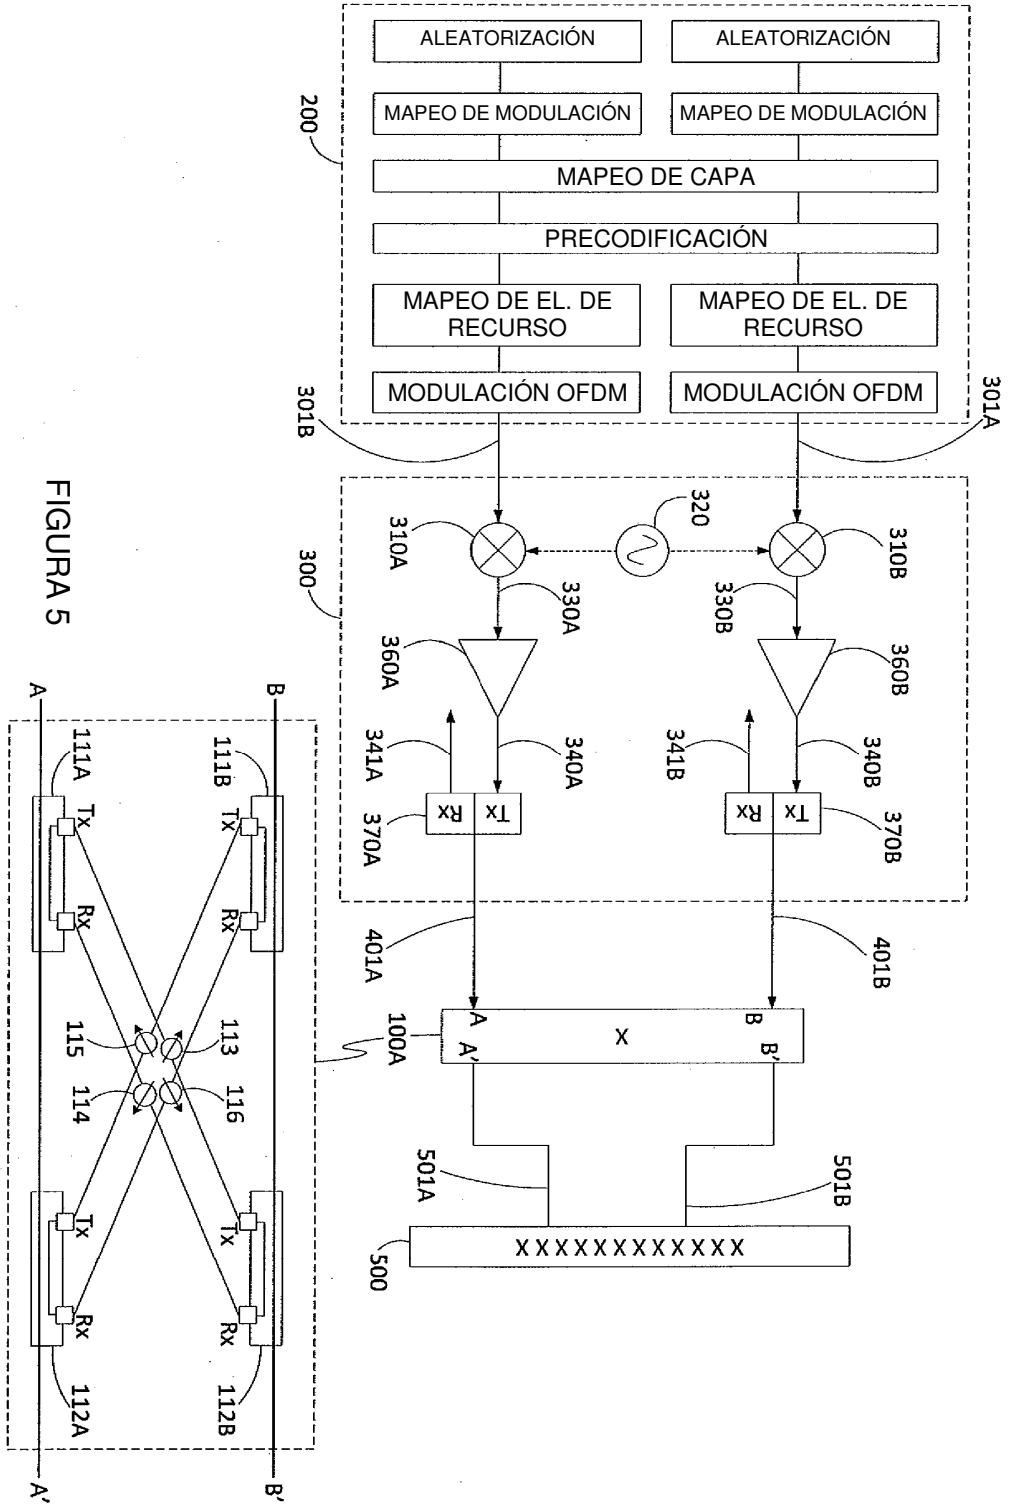 ALEATORIZACIÓN
ALEATORIZACIÓN
MAPEO DE MODULACIÓN
MAPEO DE MODULACIÓN
200
MAPEO DE CAPA
PRECODIFICACIÓN
MAPEO DE EL. DE
RECURSO
MAPEO DE EL. DE
RECURSO
MODULACIÓN OFDM
MODULACIÓN OFDM
301B
301A
310A
320
310B
300
330A
330B
360A
360B
341A
340A
341B
340B
Rx
Tx
Rx
Tx
370A
370B
401A
401B
100A
A
A'
X
B
B'
501A
501B
500
XXXXXXXXXXXX
FIGURA 5
A
B
111A
111B
Tx
Rx
Tx
Rx
115
113
114
116
Tx
Rx
Tx
Rx
112A
112B
A'
B'